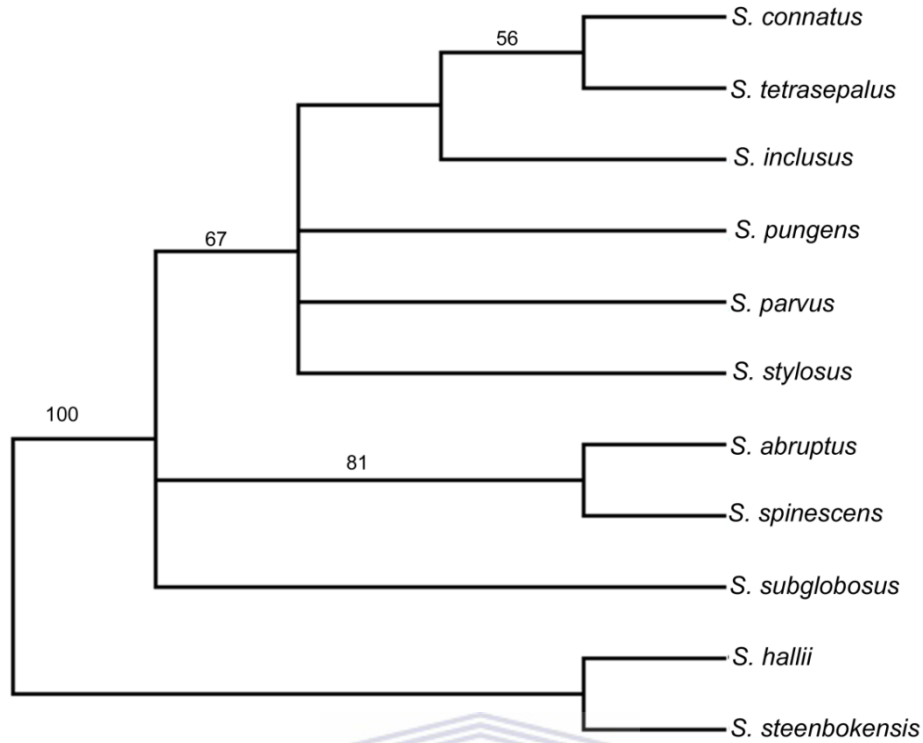 S. connatus
56
S. tetrasepalus
S. inclusus
S. pungens
67
S. parvus
S. stylosus
100
S. abruptus
81
S. spinescens
S. subglobosus
S. hallii
S. steenbokensis